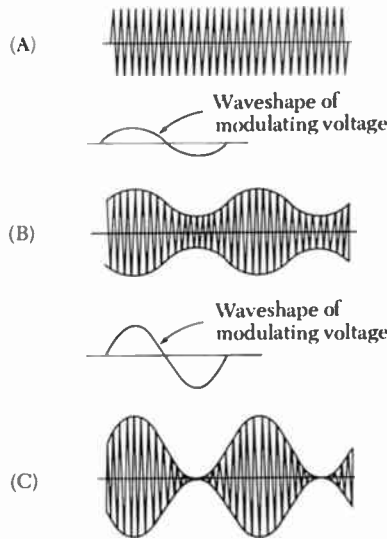 (A)
Waveshape of
modulating voltage
(B)
Waveshape of
modulating voltage
(C)